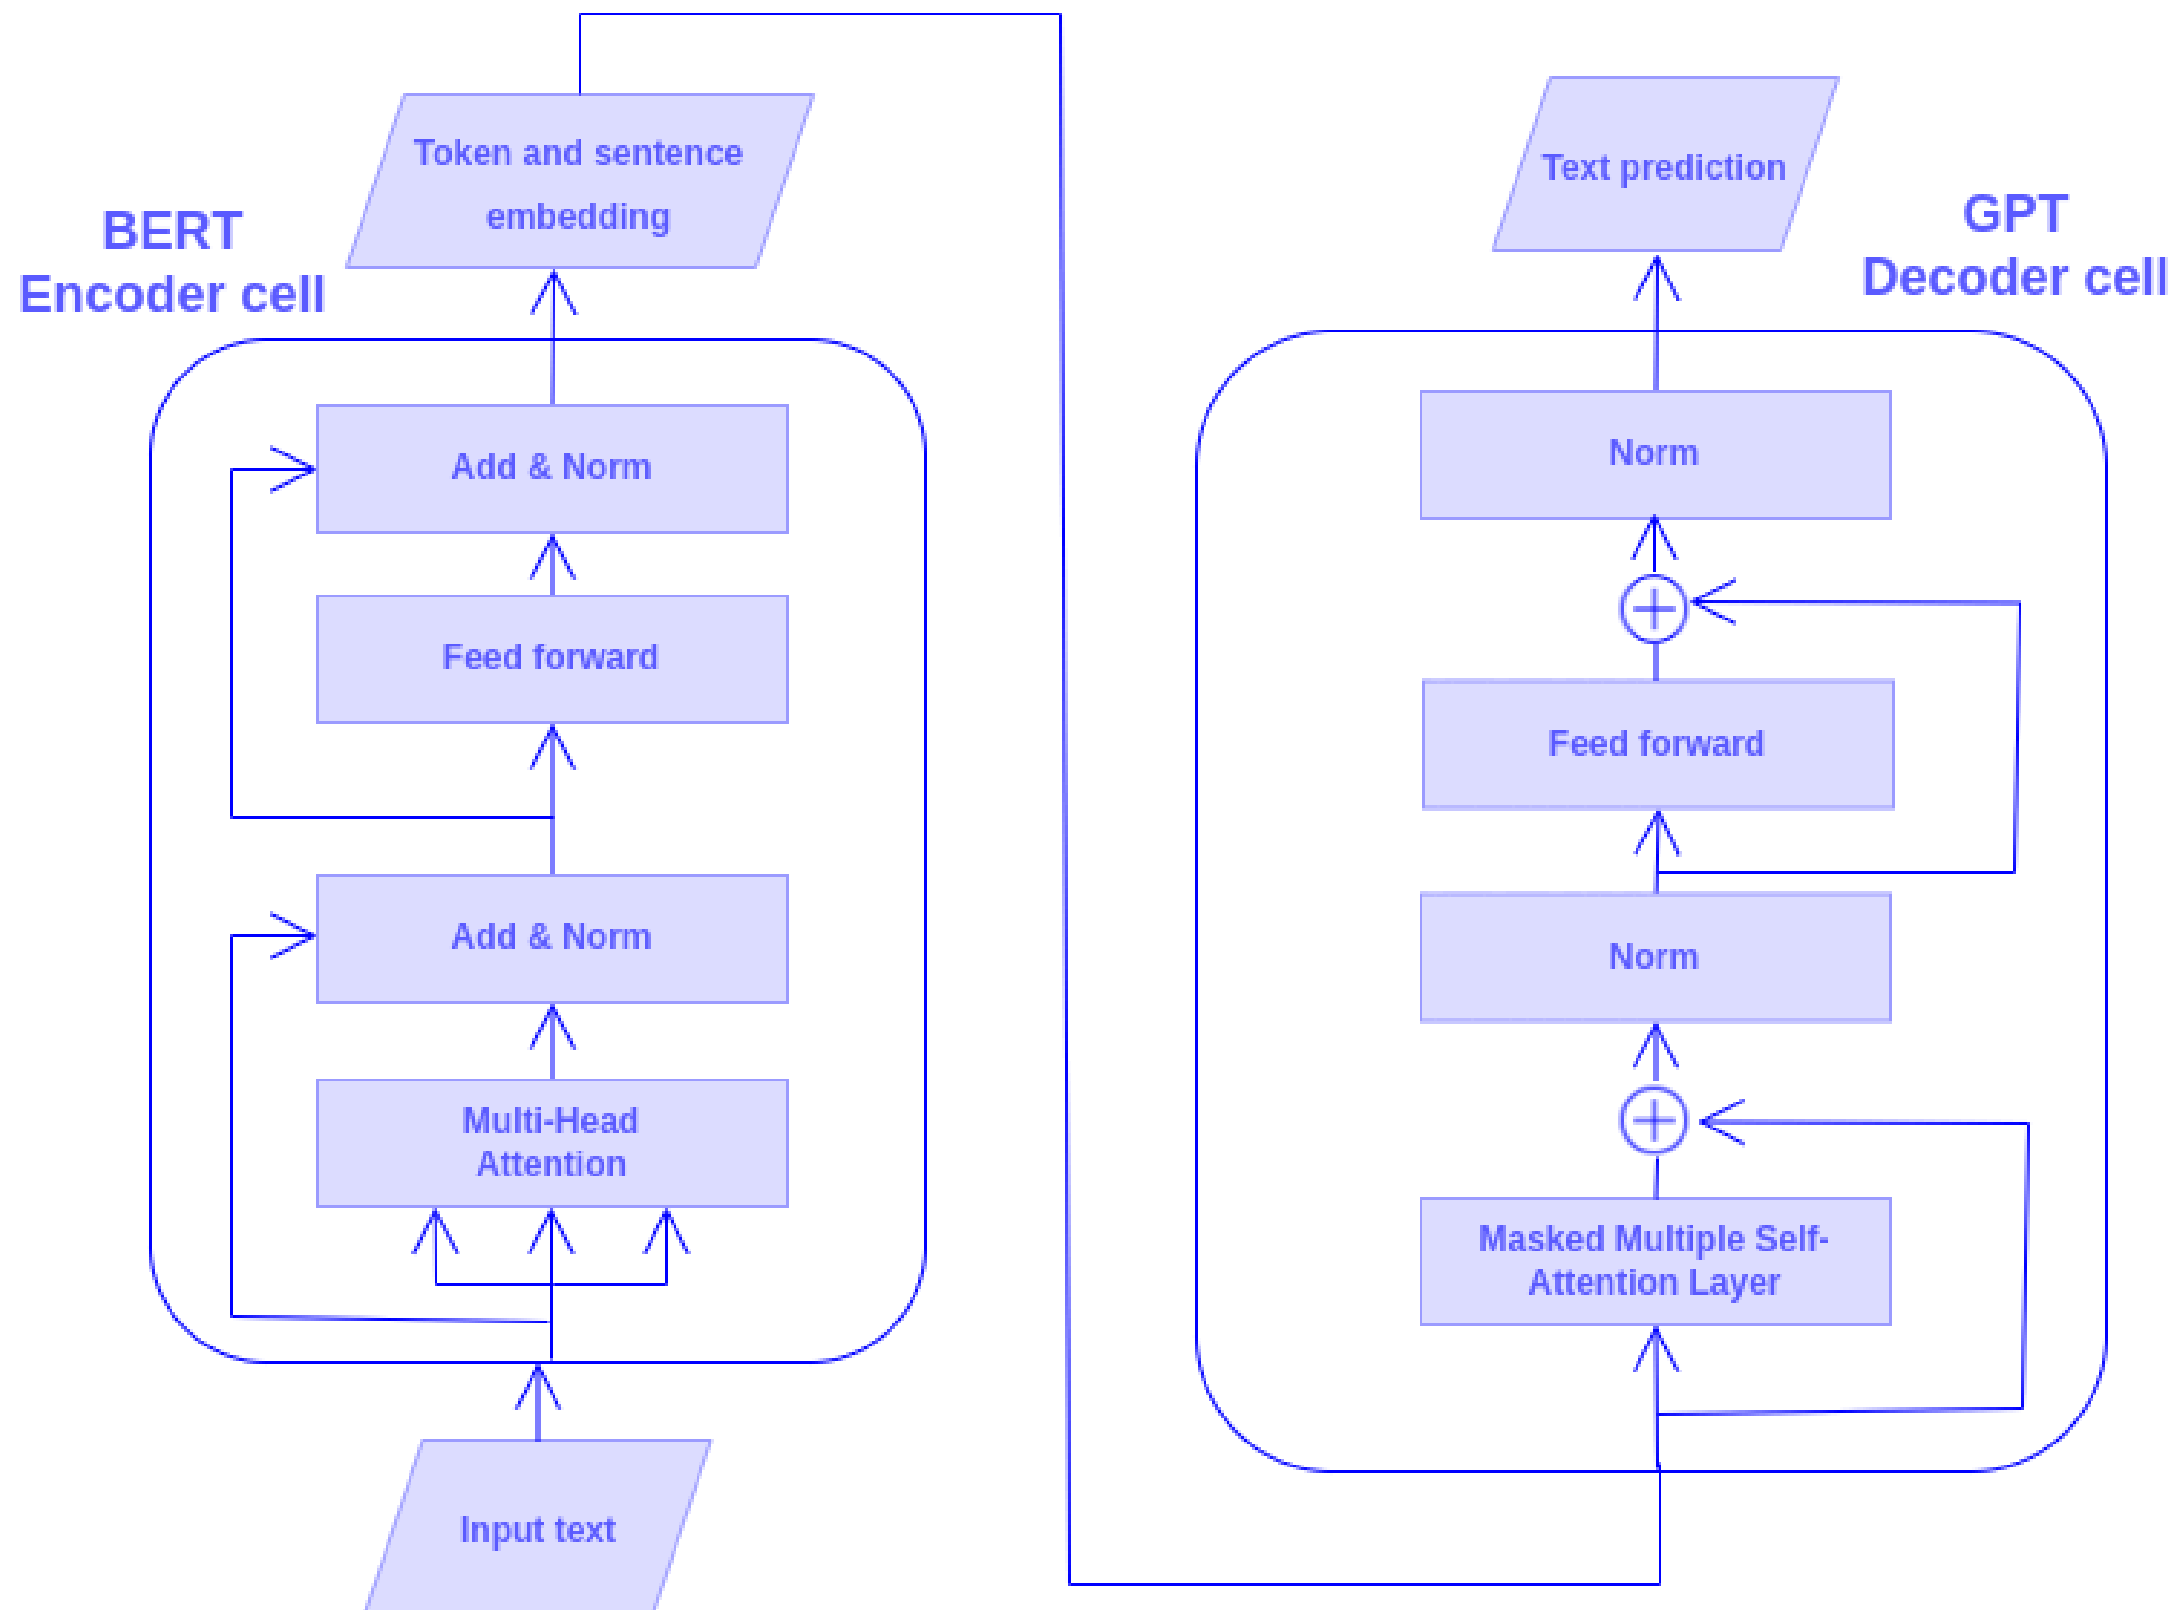 Token and sentence
embedding
BERT
Encoder cell
Add & Norm
Feed forward
Add & Norm
Multi-Head
Attention
Input text
Text prediction
GPT
Decoder cell
Norm
Feed forward
Norm
Masked Multiple Self-
Attention Layer